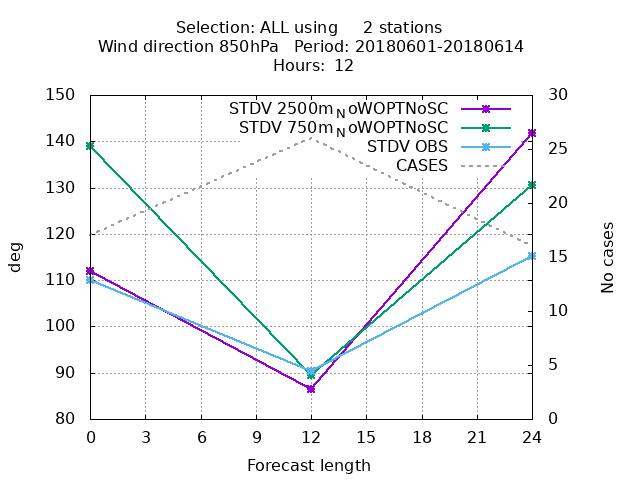 Selection: ALL using 2 stations
Wind direction 850hPa Period: 20180601-20180614
Hours: 12
STDV 2500m_NoWOPTNoSC
STDV 750m_NoWOPTNoSC
STDV OBS
CASES
150
140
130
120
110
100
90
80
deg
30
25
20
15
10
5
0
No cases
0 3 6 9 12 15 18 21 24
Forecast length